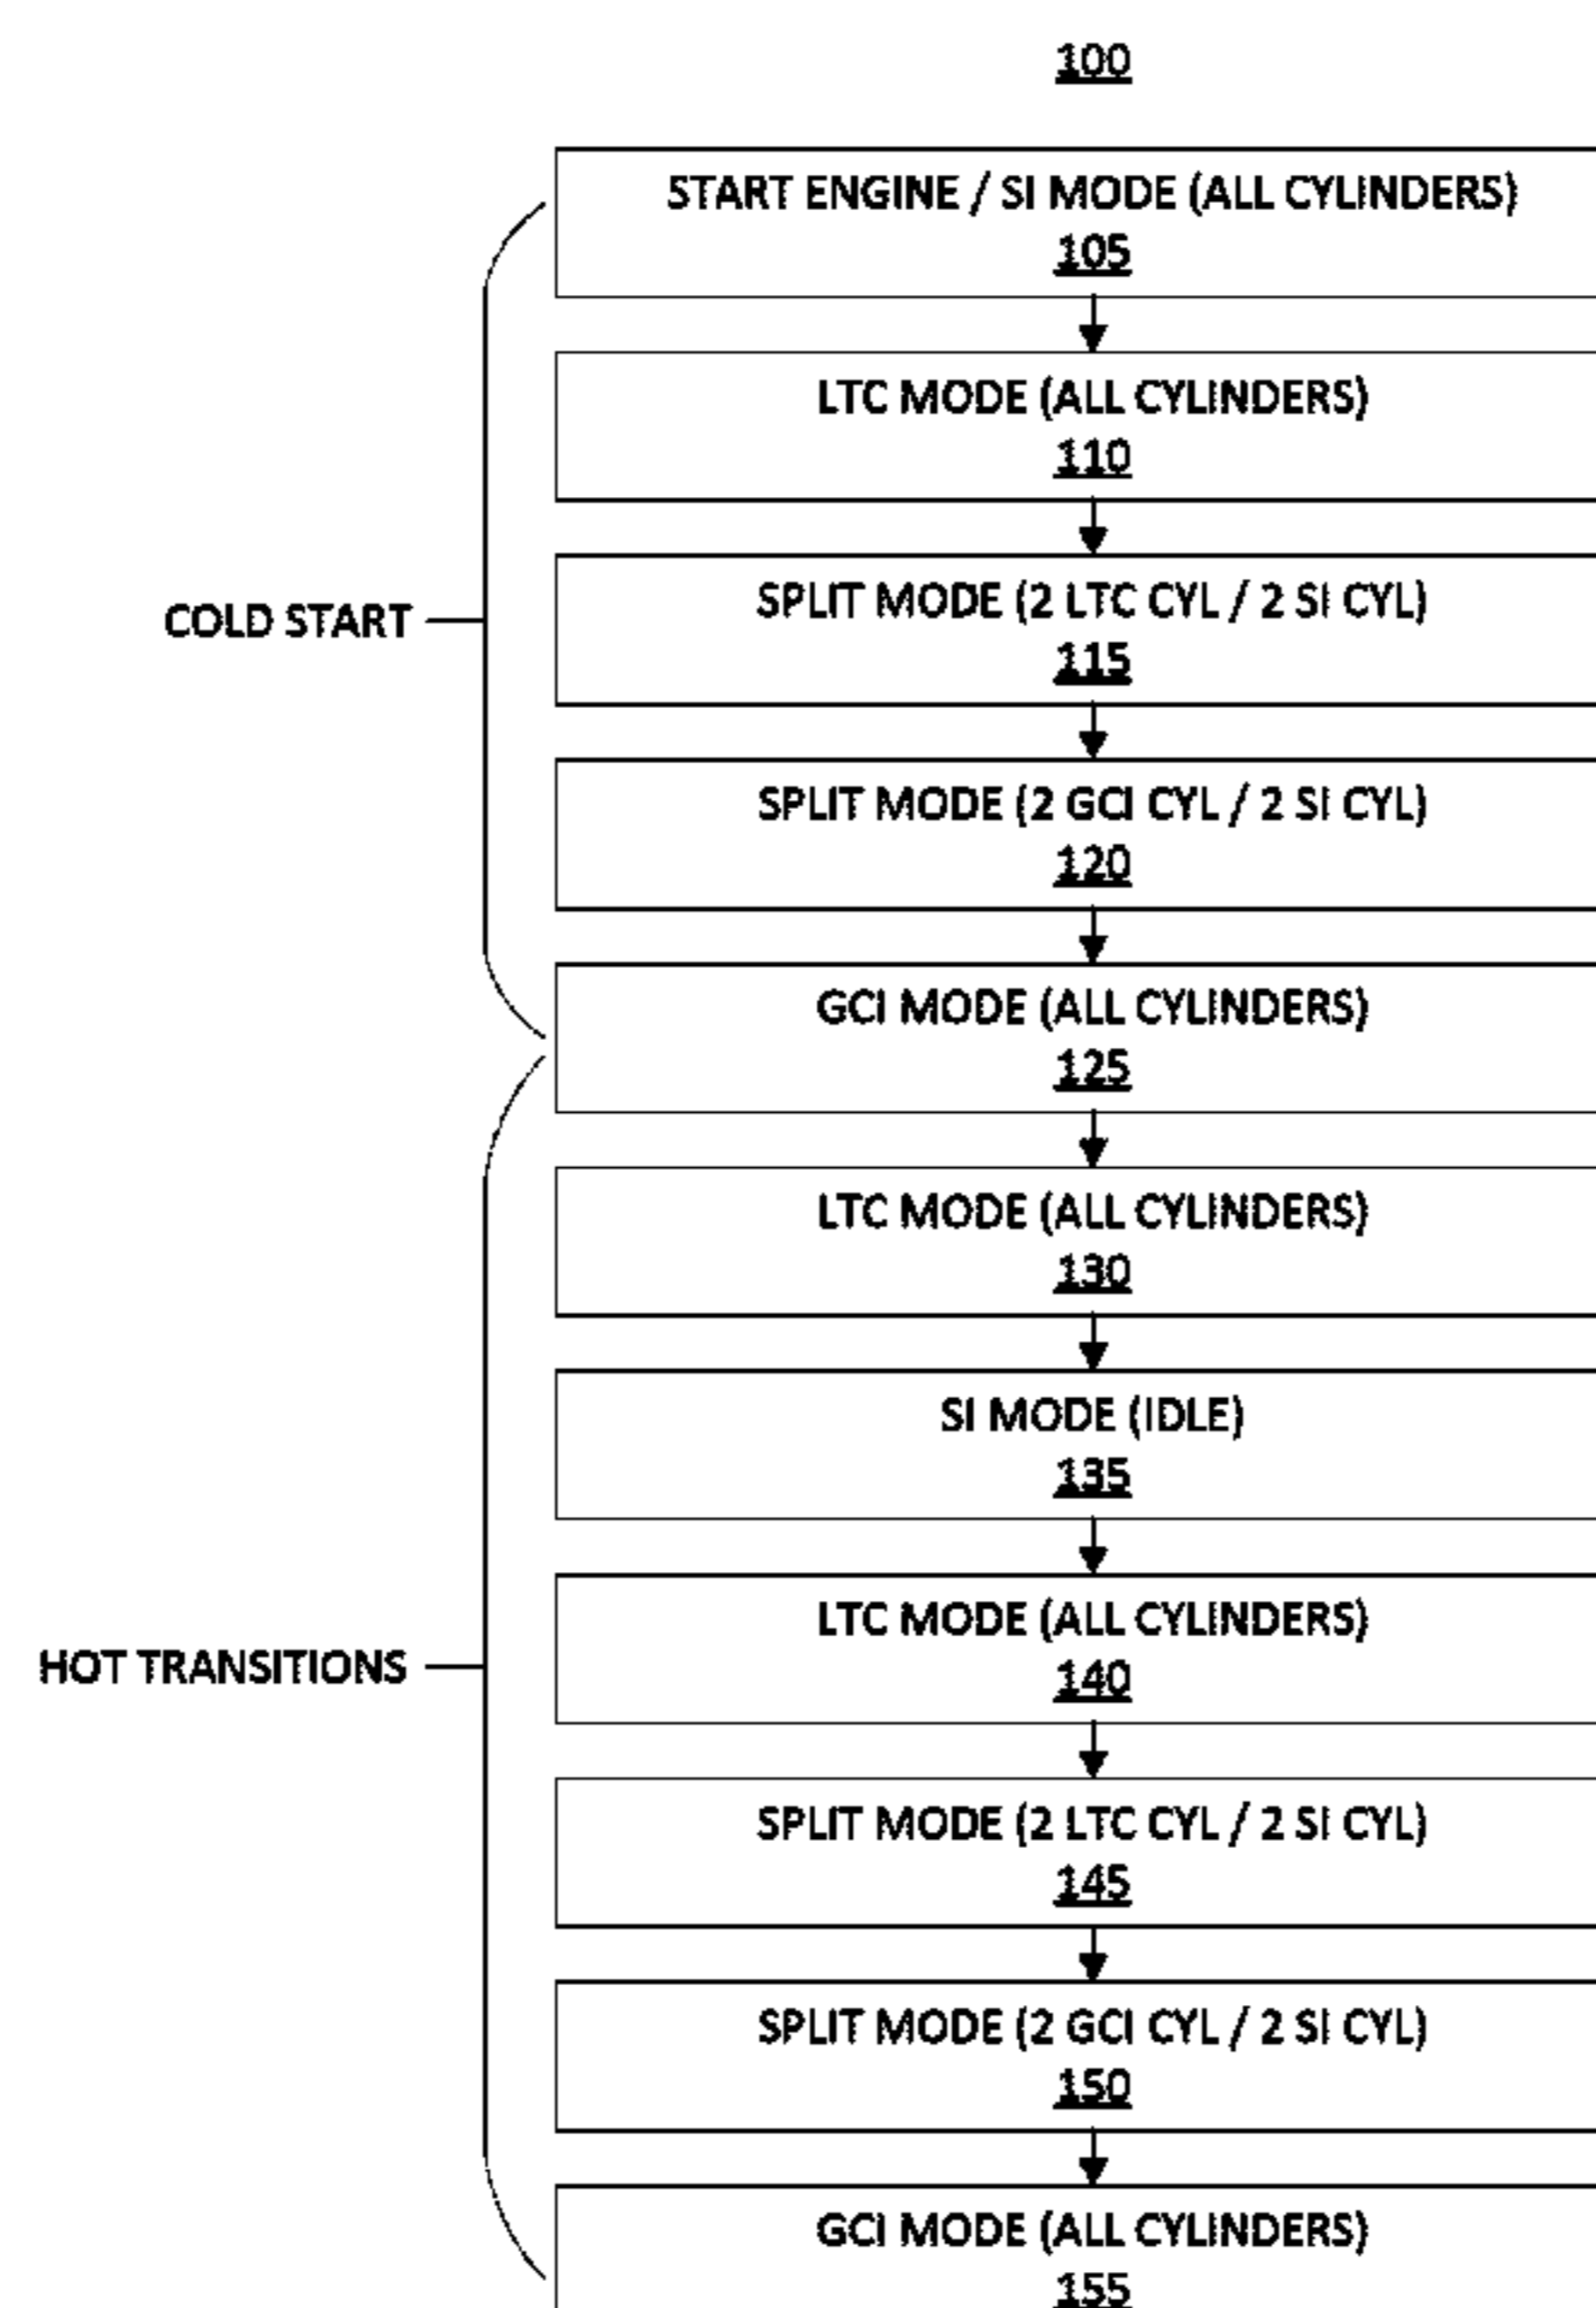 100
START ENGINE / SI MODE (ALL CYLINDERS)
105
LTC MODE (ALL CYLINDERS)
110
SPLIT MODE (2 LTC CYL / 2 SI CYL)
115
COLD START
SPLIT MODE (2 GCI CYL / 2 SI CYL)
120
GCI MODE (ALL CYLINDERS)
125
LTC MODE (ALL CYLINDERS)
130
SI MODE (IDLE)
135
LTC MODE (ALL CYLINDERS)
140
HOT TRANSITIONS
SPLIT MODE (2 LTC CYL / 2 SI CYL)
145
SPLIT MODE (2 GCI CYL / 2 SI CYL)
150
GCI MODE (ALL CYLINDERS)
155